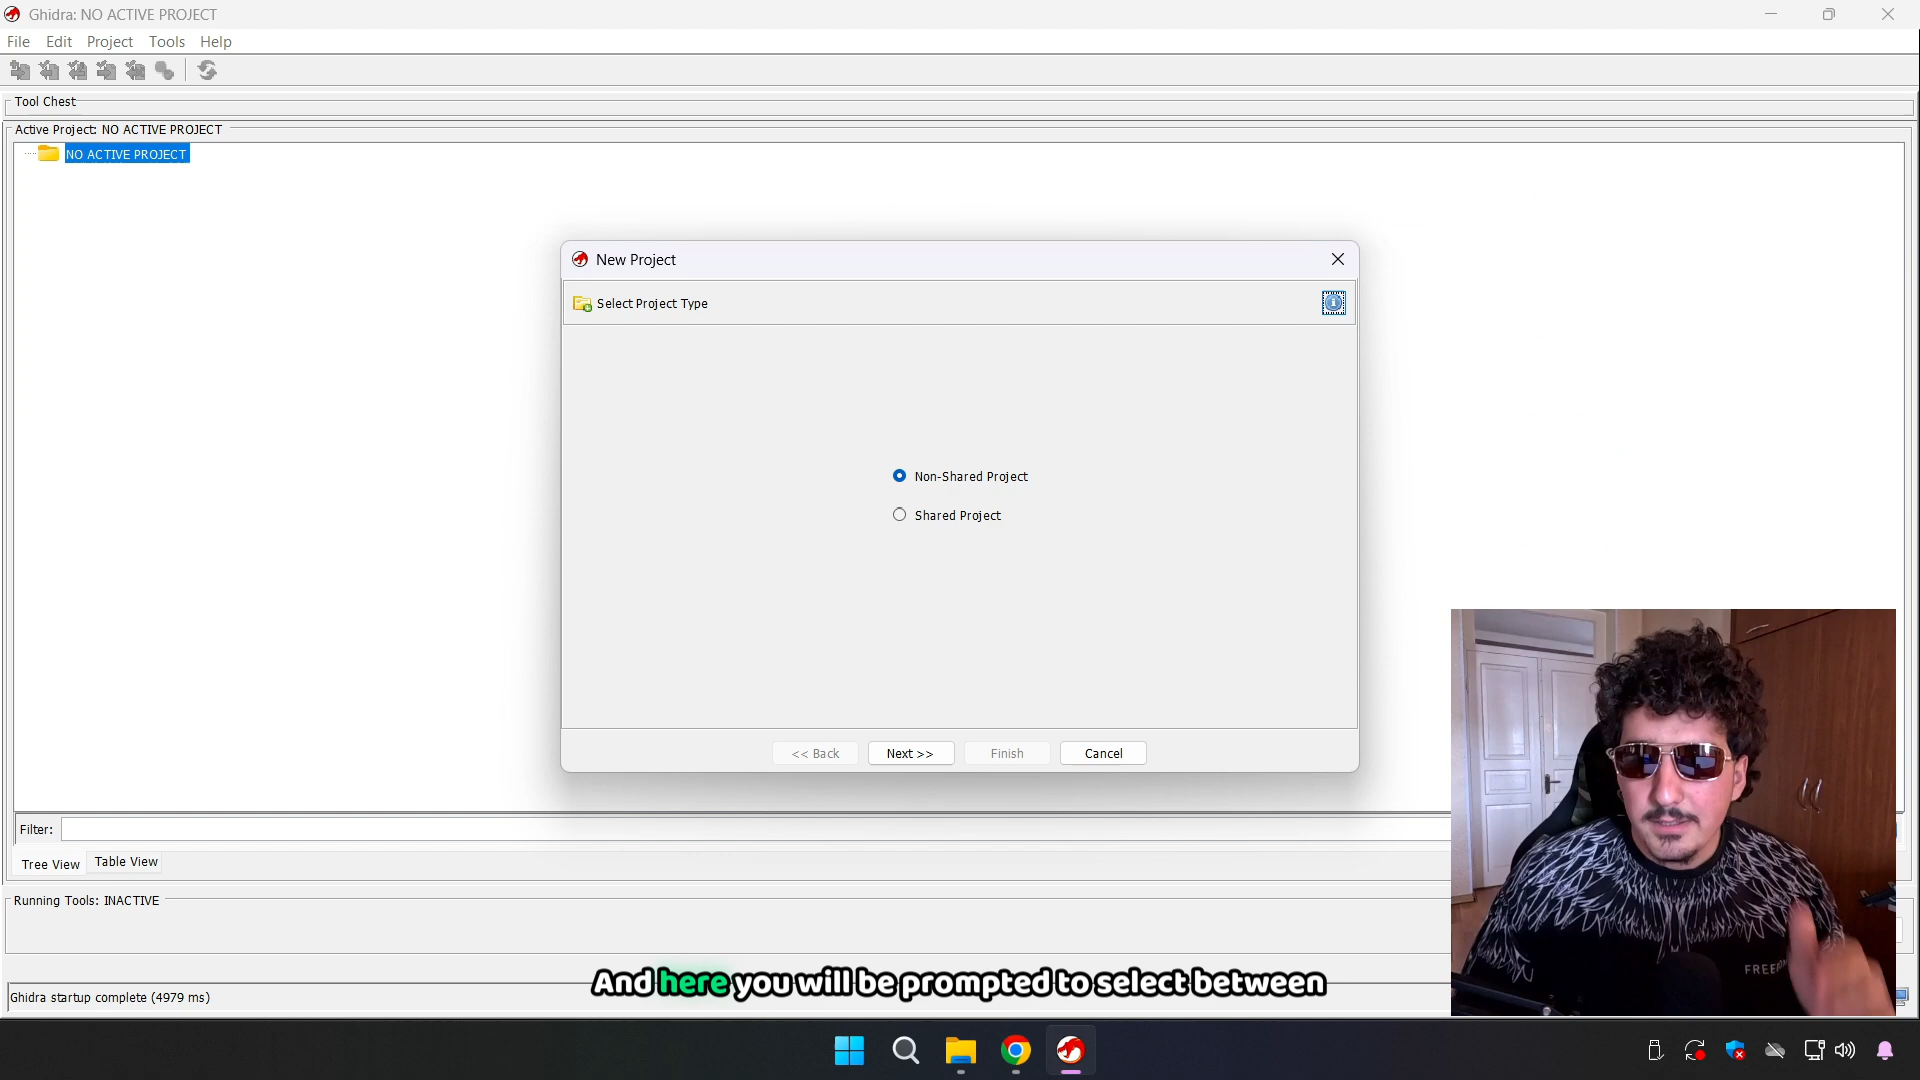 Ghidra: NO ACTIVE PROJECT
File Edit Project Tools Help
Tool Chest
Active Project: NO ACTIVE PROJECT
NO ACTIVE PROJECT
New Project
Select Project Type
Non-Shared Project
Shared Project
<< Back Next >> Finish Cancel
Filter:
Tree View Table View
Running Tools: INACTIVE
And here you will be prompted to select between
Ghidra startup complete (4979 ms)